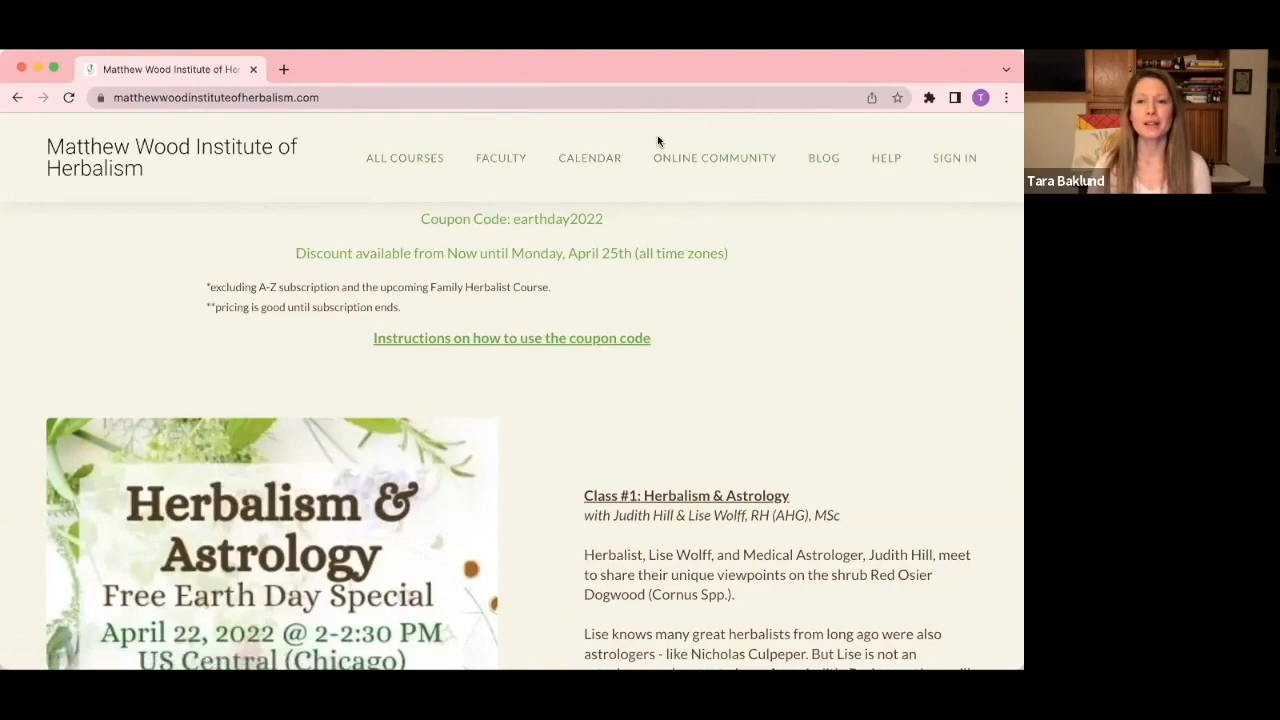 Matthew Wood Institute of Her
matthewwoodinstituteofherbalism.com
T
Matthew Wood Institute of
Herbalism
ALL COURSES
FACULTY
CALENDAR
ONLINE COMMUNITY
BLOG
HELP
SIGN IN
Tara Baklund
Coupon Code: earthday2022
Discount available from Now until Monday, April 25th (all time zones)
*excluding A-Z subscription and the upcoming Family Herbalist Course.
**pricing is good until subscription ends.
Instructions on how to use the coupon code
Herbalism &
Astrology
Free Earth Day Special
April 22, 2022 @ 2-2:30 PM
US Central (Chicago)
Class #1: Herbalism & Astrology
with Judith Hill & Lise Wolff, RH (AHG), MSc
Herbalist, Lise Wolff, and Medical Astrologer, Judith Hill, meet
to share their unique viewpoints on the shrub Red Osier
Dogwood (Cornus Spp.).
Lise knows many great herbalists from long ago were also
astrologers - like Nicholas Culpeper. But Lise is not an